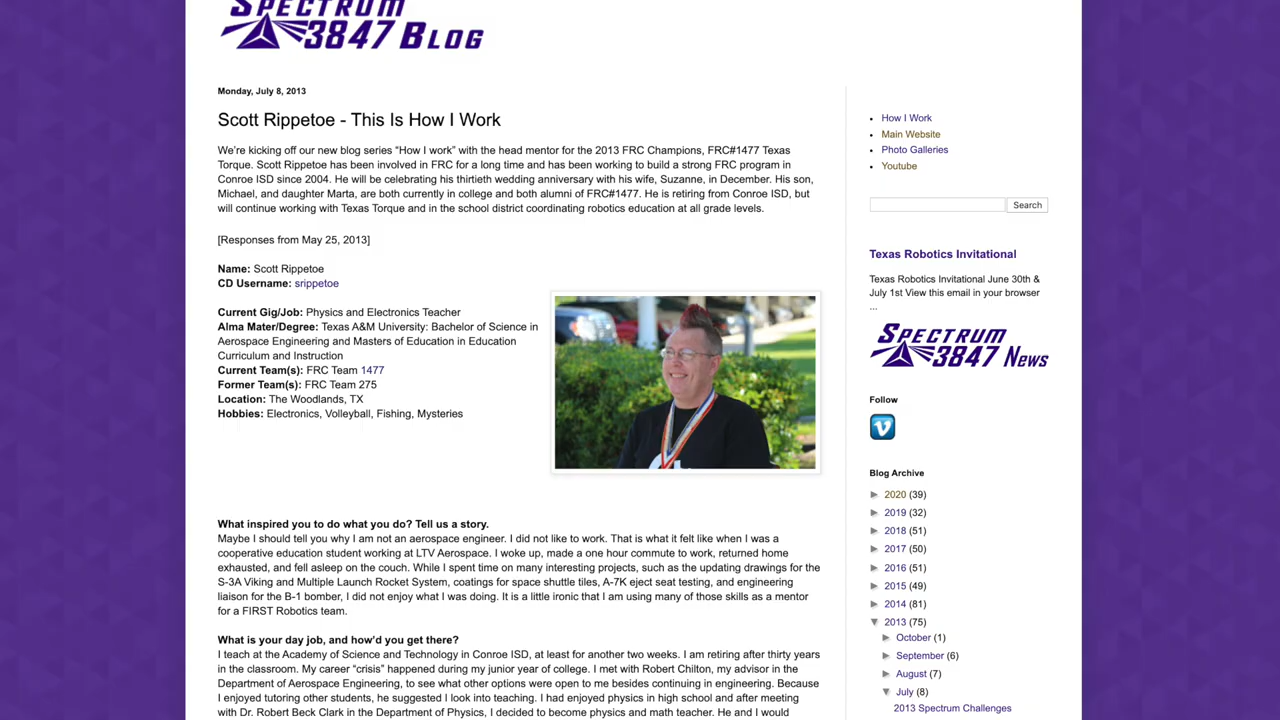 SPECTRUM
3847 BLOG
Monday, July 8, 2013
Scott Rippetoe - This Is How I Work
We're kicking off our new blog series "How I work" with the head mentor for the 2013 FRC Champions, FRC#1477 Texas
Torque. Scott Rippetoe has been involved in FRC for a long time and has been working to build a strong FRC program in
Conroe ISD since 2004. He will be celebrating his thirtieth wedding anniversary with his wife, Suzanne, in December. His son,
Michael, and daughter Marta, are both currently in college and both alumni of FRC#1477. He is retiring from Conroe ISD, but
will continue working with Texas Torque and in the school district coordinating robotics education at all grade levels.
[Responses from May 25, 2013]
Name: Scott Rippetoe
CD Username: srippetoe
Current Gig/Job: Physics and Electronics Teacher
Alma Mater/Degree: Texas A&M University: Bachelor of Science in
Aerospace Engineering and Masters of Education in Education
Curriculum and Instruction
Current Team(s): FRC Team 1477
Former Team(s): FRC Team 275
Location: The Woodlands, TX
Hobbies: Electronics, Volleyball, Fishing, Mysteries
What inspired you to do what you do? Tell us a story.
Maybe I should tell you why I am not an aerospace engineer. I did not like to work. That is what it felt like when I was a
cooperative education student working at LTV Aerospace. I woke up, made a one hour commute to work, returned home
exhausted, and fell asleep on the couch. While I spent time on many interesting projects, such as the updating drawings for the
S-3A Viking and Multiple Launch Rocket System, coatings for space shuttle tiles, A-7K eject seat testing, and engineering
liaison for the B-1 bomber, I did not enjoy what I was doing. It is a little ironic that I am using many of those skills as a mentor
for a FIRST Robotics team.
What is your day job, and how'd you get there?
I teach at the Academy of Science and Technology in Conroe ISD, at least for another two weeks. I am retiring after thirty years
in the classroom. My career "crisis" happened during my junior year of college. I met with Robert Chilton, my advisor in the
Department of Aerospace Engineering, to see what other options were open to me besides continuing in engineering. Because
I enjoyed tutoring other students, he suggested I look into teaching. I had enjoyed physics in high school and after meeting
with Dr. Robert Beck Clark in the Department of Physics, I decided to become physics and math teacher. He and I would
How I Work
Main Website
Photo Galleries
Youtube
Search
Texas Robotics Invitational
Texas Robotics Invitational June 30th &
July 1st View this email in your browser
...
SPECTRUM
3847 NEWS
Follow
Blog Archive
► 2020 (39)
► 2019 (32)
► 2018 (51)
► 2017 (50)
► 2016 (51)
► 2015 (49)
► 2014 (81)
▼ 2013 (75)
► October (1)
► September (6)
► August (7)
▼ July (8)
2013 Spectrum Challenges